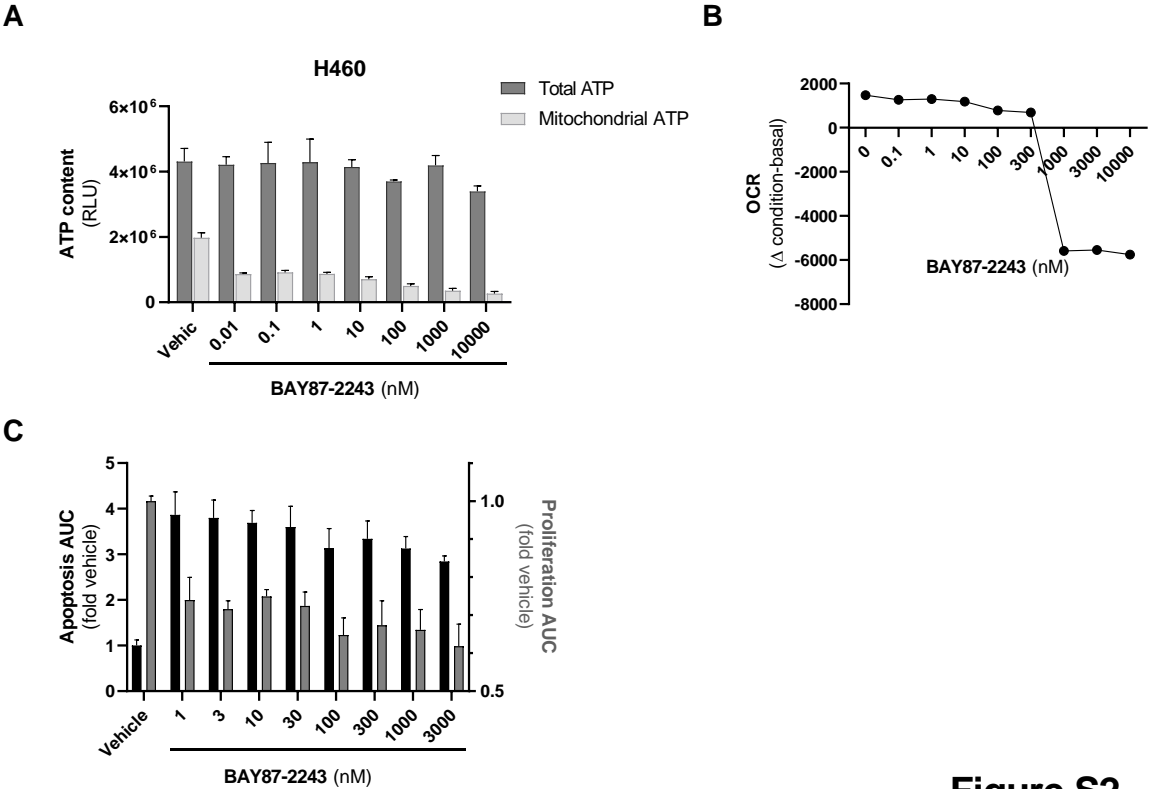 A
H460
Total ATP
Mitochondrial ATP
ATP content
(RLU)
6×10⁶
4×10⁶
2×10⁶
0
Vehic
0.01
0.1
1
10
100
1000
10000
BAY87-2243 (nM)
B
OCR
(Δ condition-basal)
2000
0
-2000
-4000
-6000
-8000
0
0.1
1
10
100
300
1000
3000
10000
BAY87-2243 (nM)
C
Apoptosis AUC
(fold vehicle)
5
4
3
2
1
0
1.0
0.5
Proliferation AUC
(fold vehicle)
Vehicle
1
3
10
30
100
300
1000
3000
BAY87-2243 (nM)
Figure S2